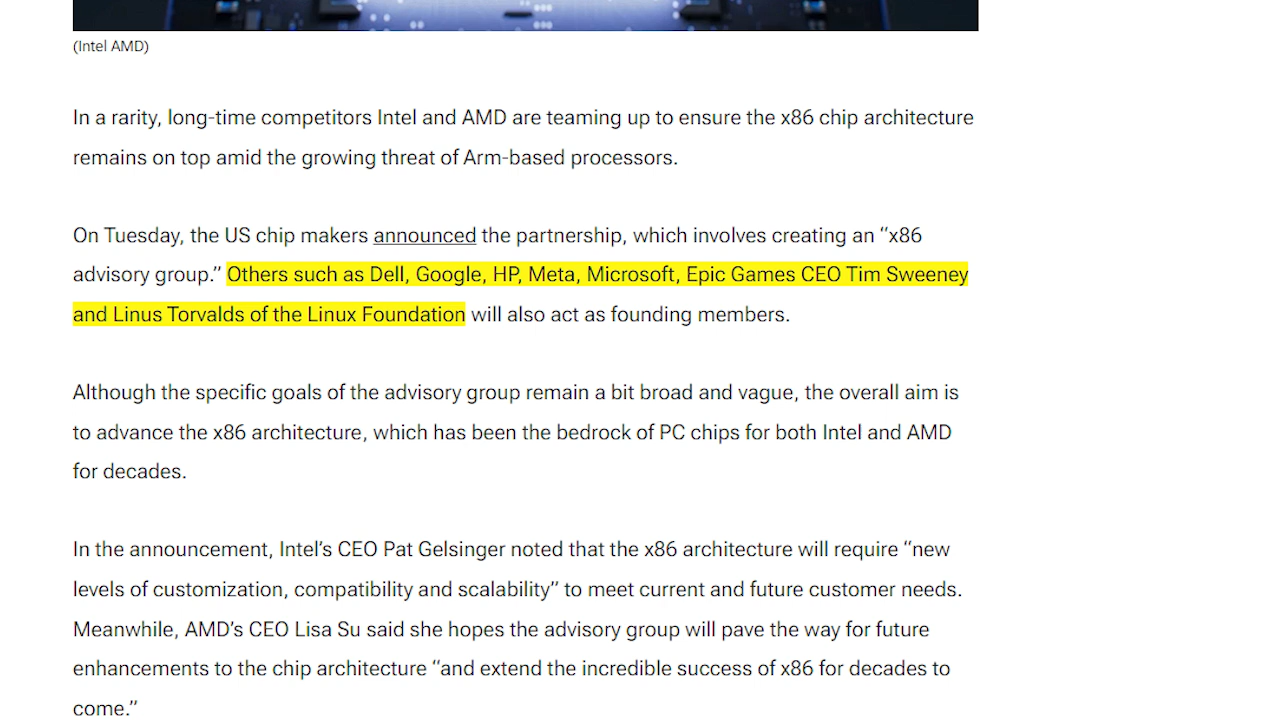 (Intel AMD)
In a rarity, long-time competitors Intel and AMD are teaming up to ensure the x86 chip architecture
remains on top amid the growing threat of Arm-based processors.
On Tuesday, the US chip makers announced the partnership, which involves creating an “x86
advisory group.” Others such as Dell, Google, HP, Meta, Microsoft, Epic Games CEO Tim Sweeney
and Linus Torvalds of the Linux Foundation will also act as founding members.
Although the specific goals of the advisory group remain a bit broad and vague, the overall aim is
to advance the x86 architecture, which has been the bedrock of PC chips for both Intel and AMD
for decades.
In the announcement, Intel’s CEO Pat Gelsinger noted that the x86 architecture will require “new
levels of customization, compatibility and scalability” to meet current and future customer needs.
Meanwhile, AMD’s CEO Lisa Su said she hopes the advisory group will pave the way for future
enhancements to the chip architecture “and extend the incredible success of x86 for decades to
come.”